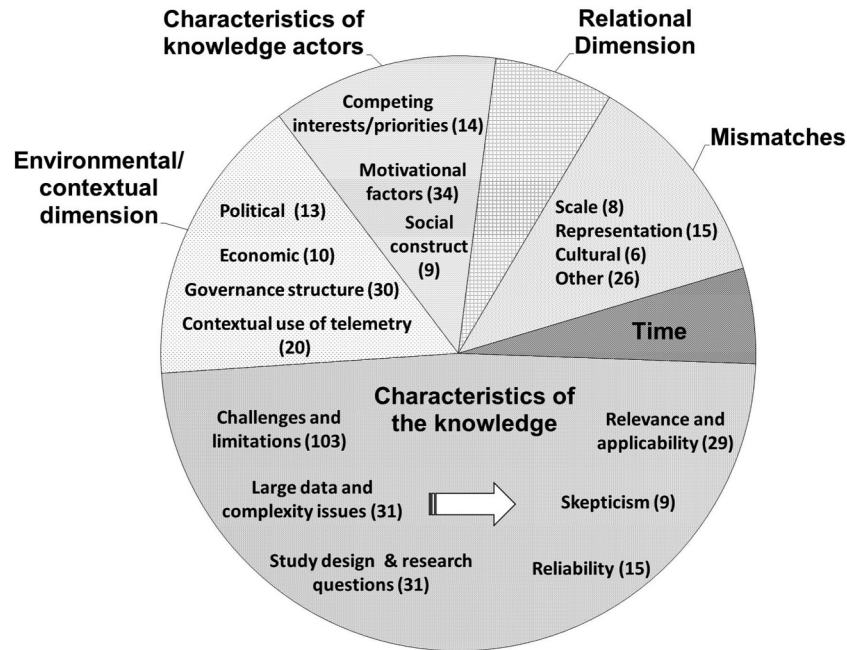 Characteristics of
knowledge actors
Relational
Dimension
Mismatches
Environmental/
contextual
dimension
Competing
interests/priorities (14)
Motivational
factors (34)
Social
construct
(9)
Political (13)
Economic (10)
Governance structure (30)
Contextual use of telemetry
(20)
Scale (8)
Representation (15)
Cultural (6)
Other (26)
Time
Characteristics of
the knowledge
Challenges and
limitations (103)
Large data and
complexity issues (31)
Study design & research
questions (31)
Relevance and
applicability (29)
Skepticism (9)
Reliability (15)